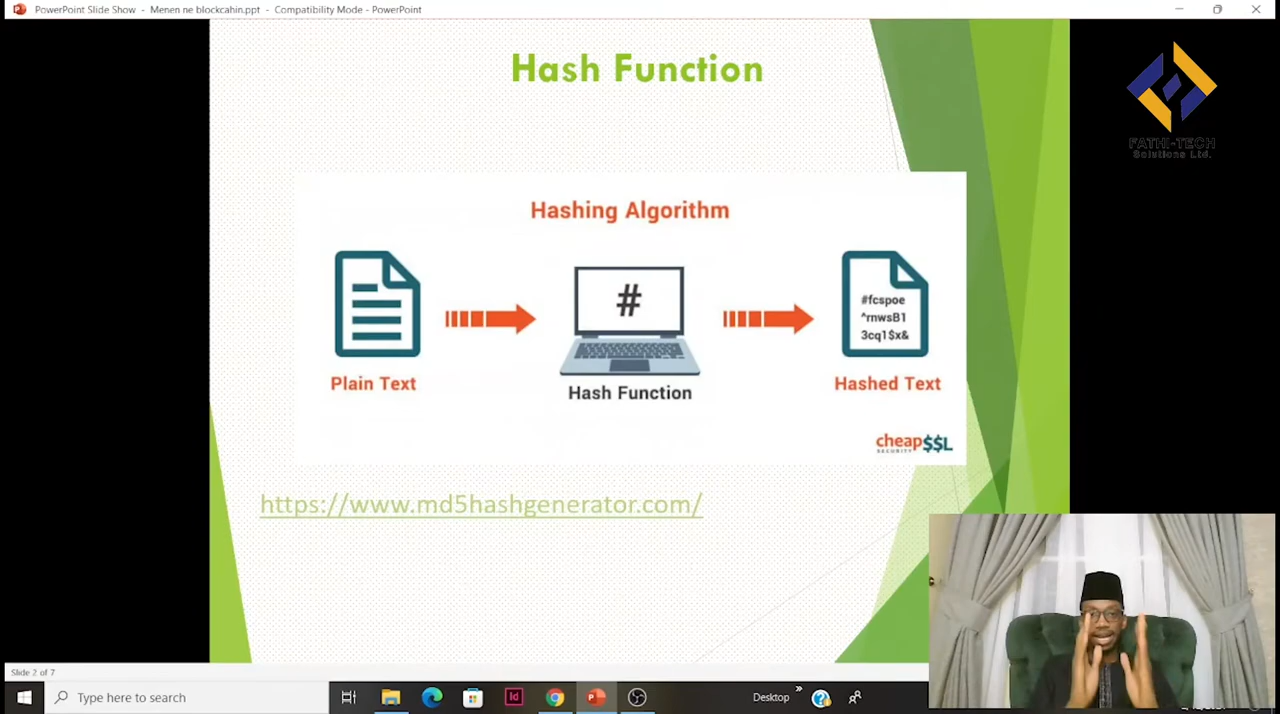 PowerPoint Slide Show - Menen ne blockcahin.ppt - Compatibility Mode - PowerPoint
Hash Function
FATHI-TECH
Solutions Ltd.
Hashing Algorithm
#
#fcspoe
^rnwsB1
3cq1$x&
Plain Text
Hash Function
Hashed Text
cheap$$L
SECURITY
https://www.md5hashgenerator.com/
Slide 2 of 7
Type here to search
Id
Desktop